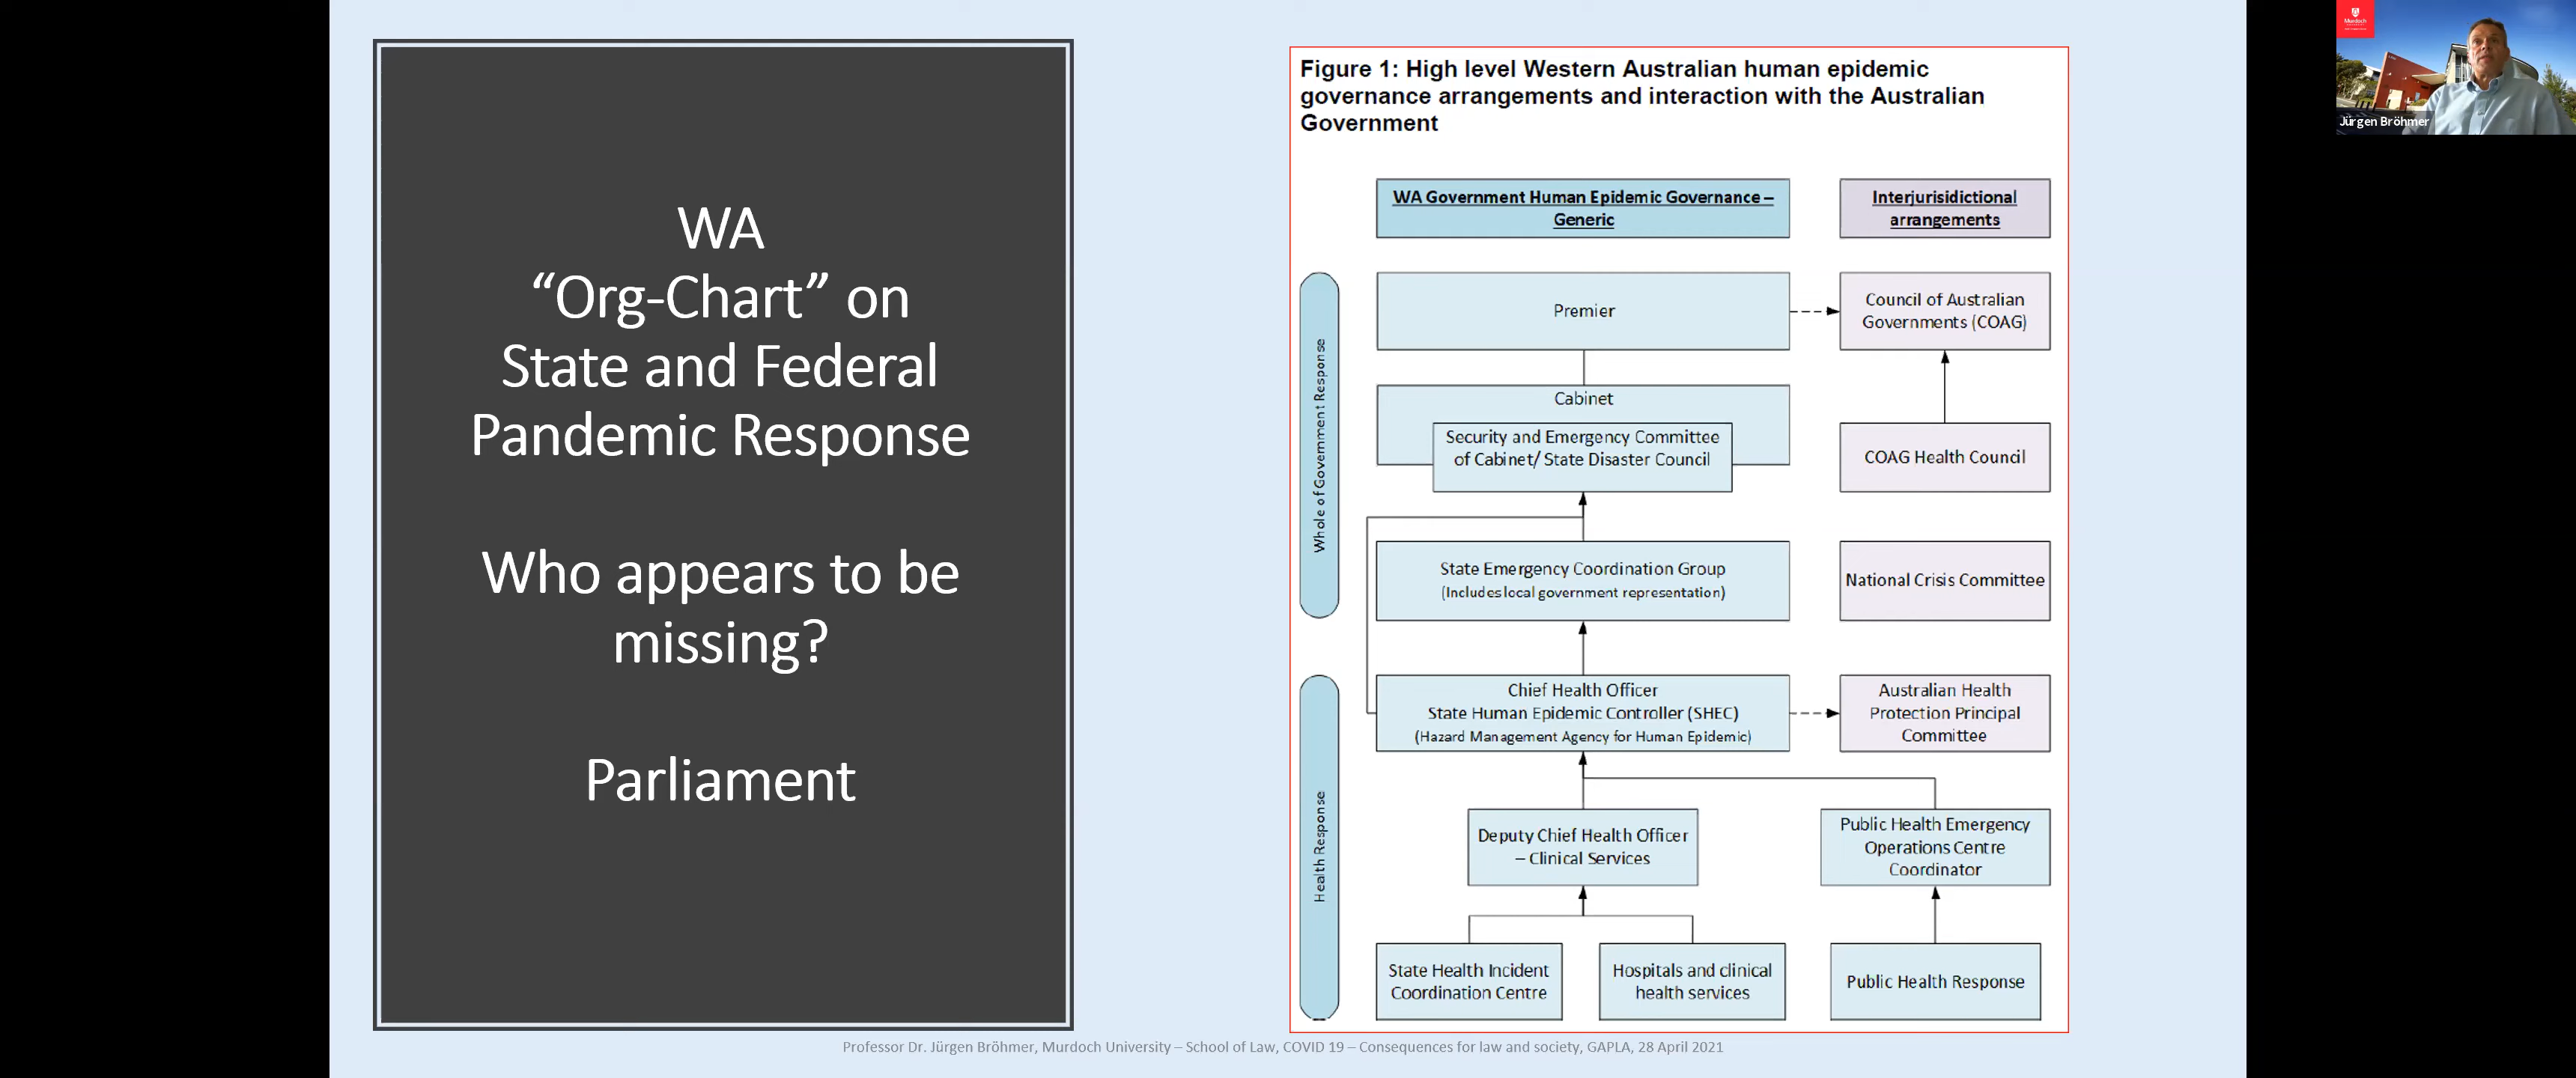 WA
“Org-Chart” on
State and Federal
Pandemic Response
Who appears to be
missing?
Parliament
Figure 1: High level Western Australian human epidemic
governance arrangements and interaction with the Australian
Government
WA Government Human Epidemic Governance –
Generic
Interjurisidictional
arrangements
Whole of Government Response
Premier
Council of Australian
Governments (COAG)
Cabinet
Security and Emergency Committee
of Cabinet/ State Disaster Council
COAG Health Council
State Emergency Coordination Group
(Includes local government representation)
National Crisis Committee
Health Response
Chief Health Officer
State Human Epidemic Controller (SHEC)
(Hazard Management Agency for Human Epidemic)
Australian Health
Protection Principal
Committee
Deputy Chief Health Officer
– Clinical Services
Public Health Emergency
Operations Centre
Coordinator
State Health Incident
Coordination Centre
Hospitals and clinical
health services
Public Health Response
Professor Dr. Jürgen Bröhmer, Murdoch University – School of Law, COVID 19 – Consequences for law and society, GAPLA, 28 April 2021
Murdoch
Jürgen Bröhmer